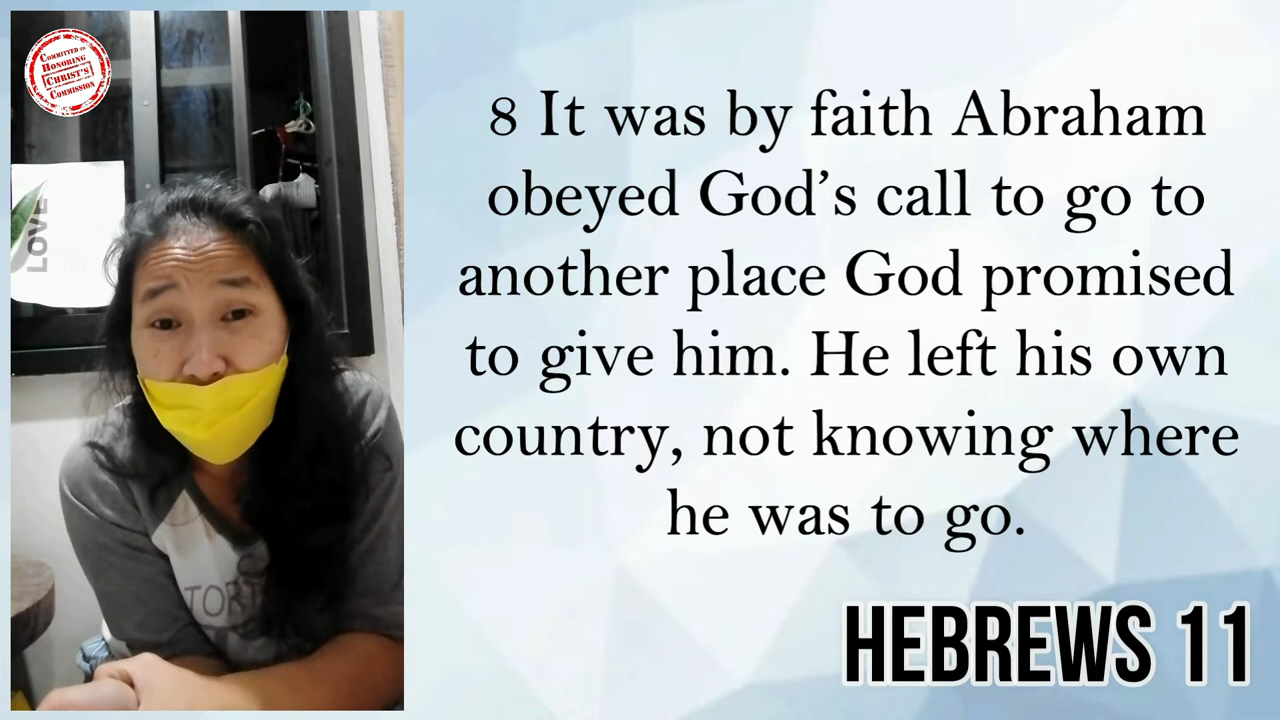 COMMITTED TO
HONORING
CHRIST'S
COMMISSION
LOVE
8 It was by faith Abraham
obeyed God’s call to go to
another place God promised
to give him. He left his own
country, not knowing where
he was to go.
HEBREWS 11